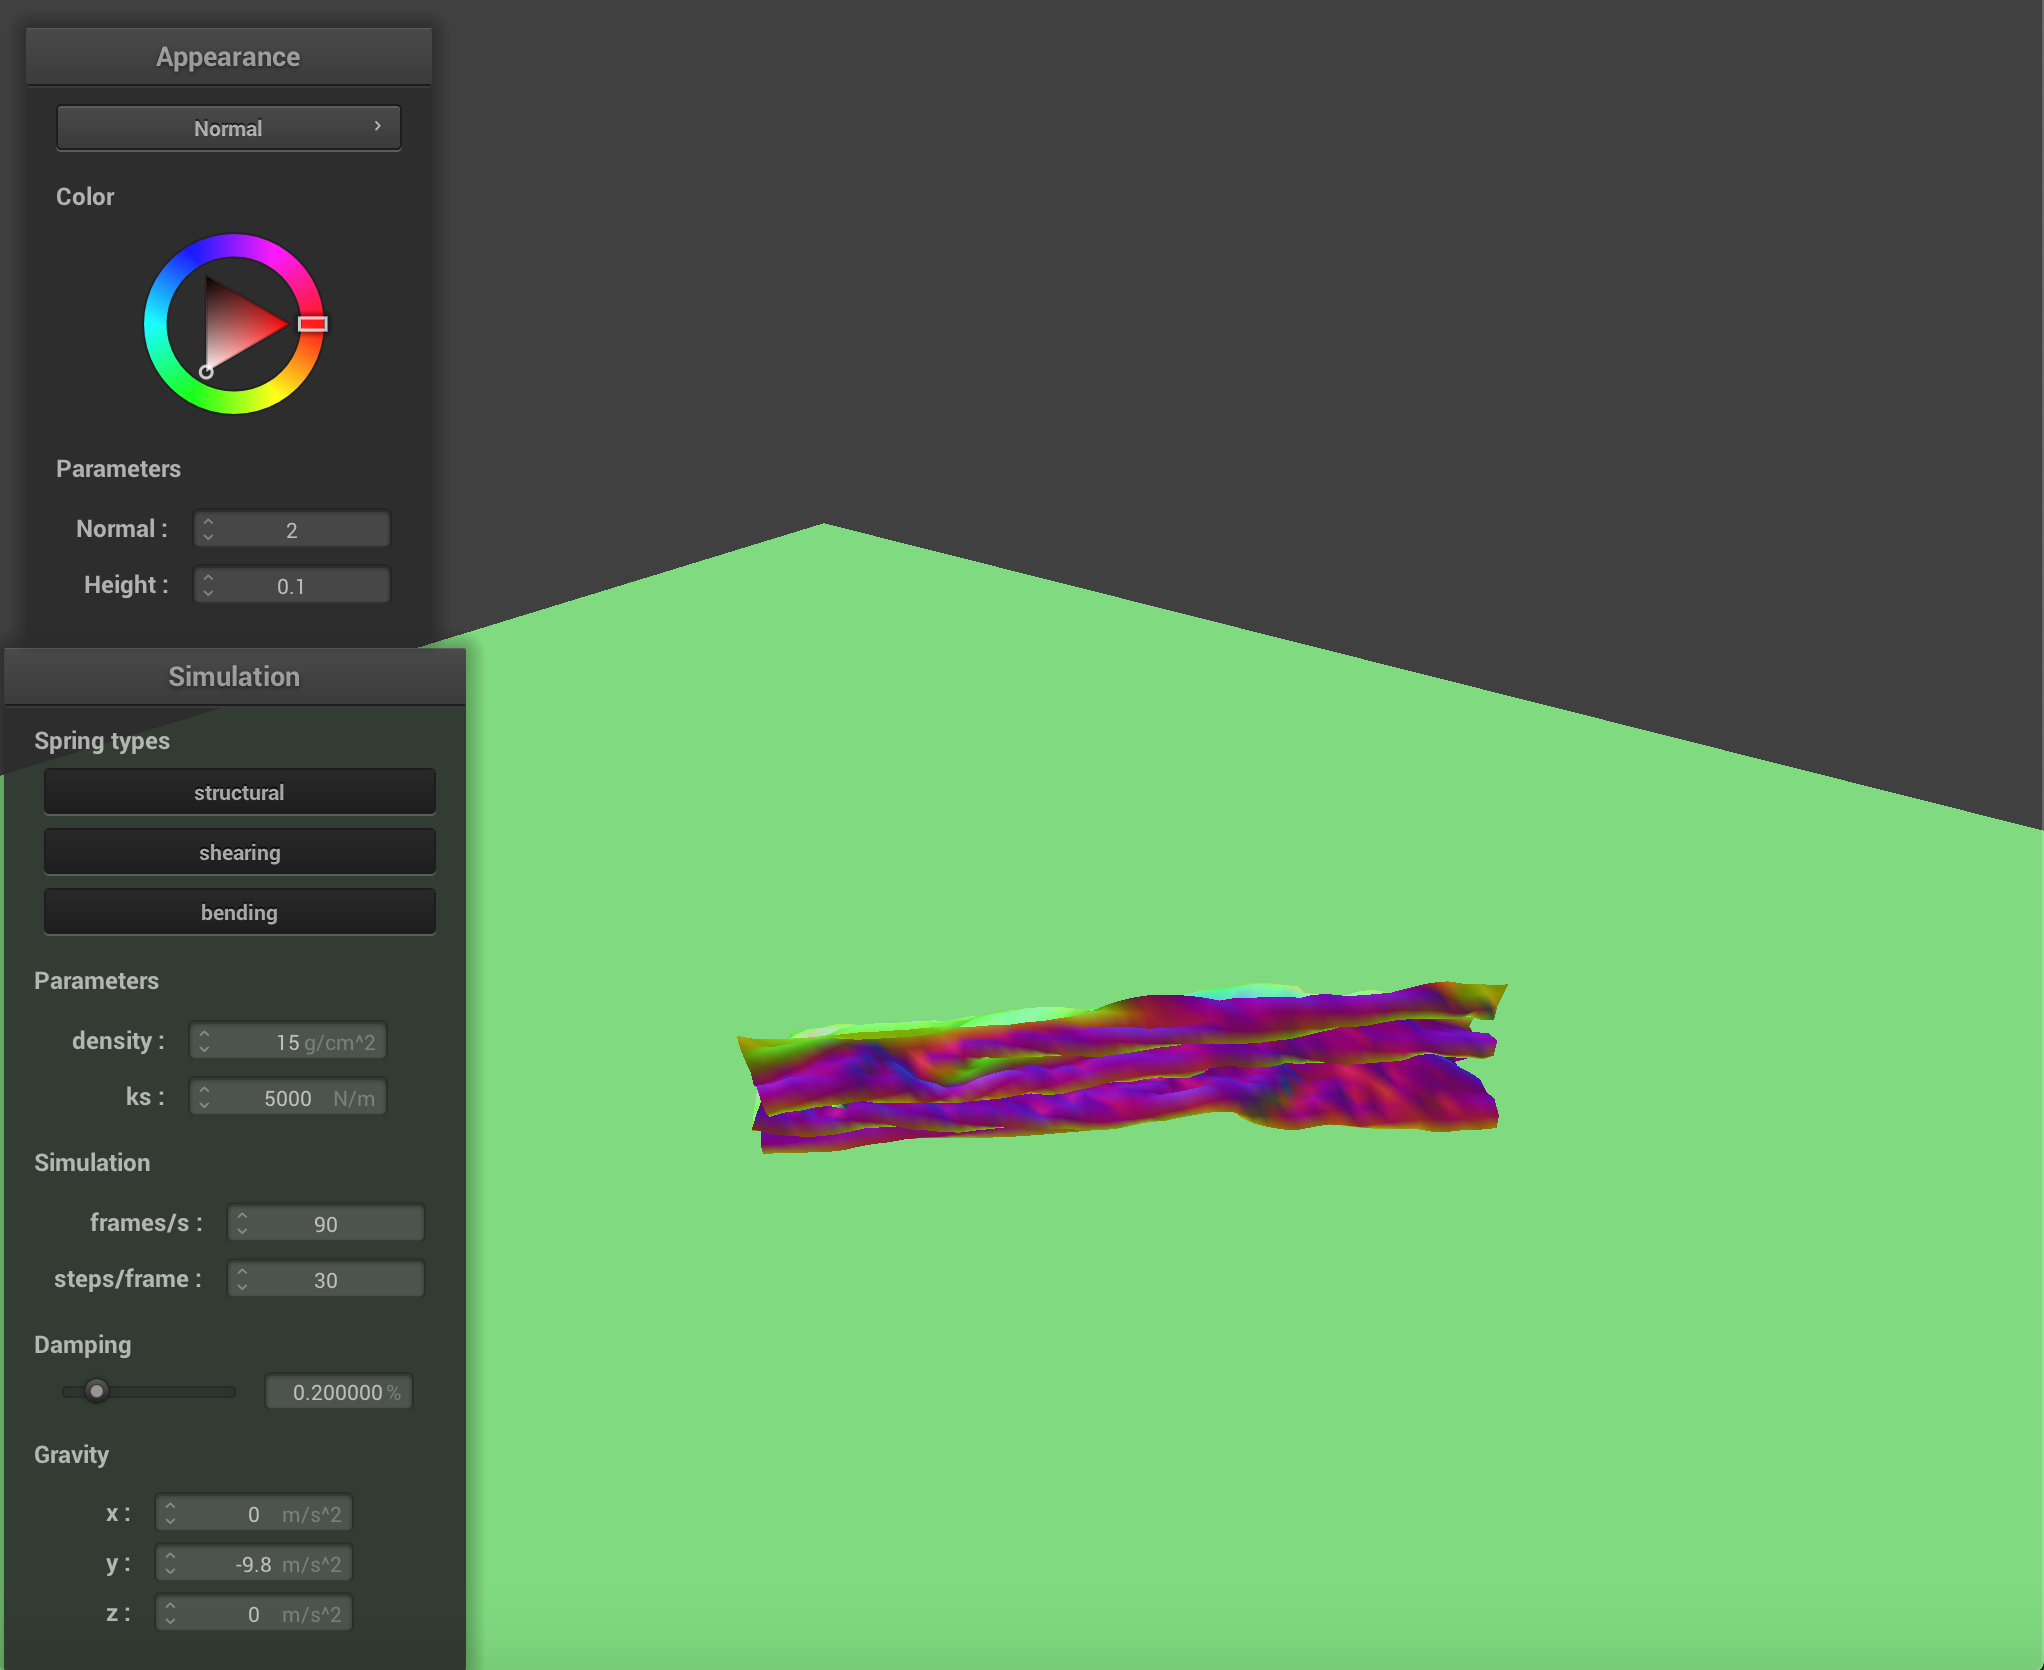 Appearance
Normal
Color
Parameters
Normal : 2
Height : 0.1
Simulation
Spring types
structural
shearing
bending
Parameters
density : 15 g/cm^2
ks : 5000 N/m
Simulation
frames/s : 90
steps/frame : 30
Damping
0.200000 %
Gravity
x : 0 m/s^2
y : -9.8 m/s^2
z : 0 m/s^2